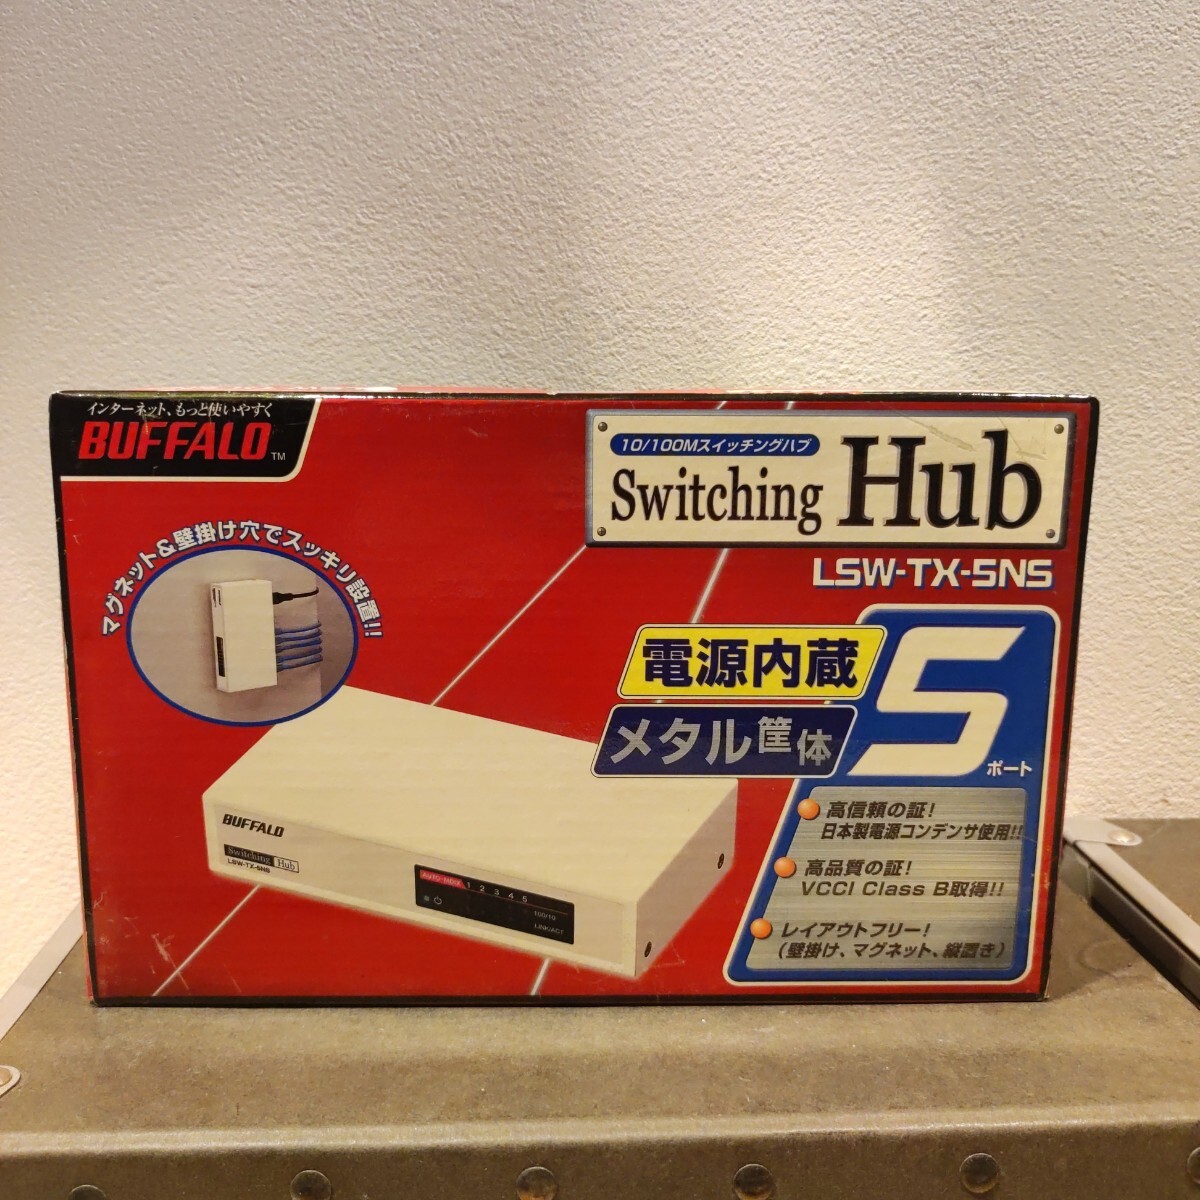 インターネット、もっと使いやすく
BUFFALO™
マグネット&壁掛け穴でスッキリ設置!!
10/100Mスイッチングハブ
Switching Hub
LSW-TX-5NS
電源内蔵
メタル筐体
5ポート
高信頼の証!
日本製電源コンデンサ使用!!
高品質の証!
VCCI Class B取得!!
レイアウトフリー!
(壁掛け、マグネット、縦置き)
BUFFALO
Switching Hub
LSW-TX-5NS
AUTO-MDIX 1 2 3 4 5
100/10
LINK/ACT